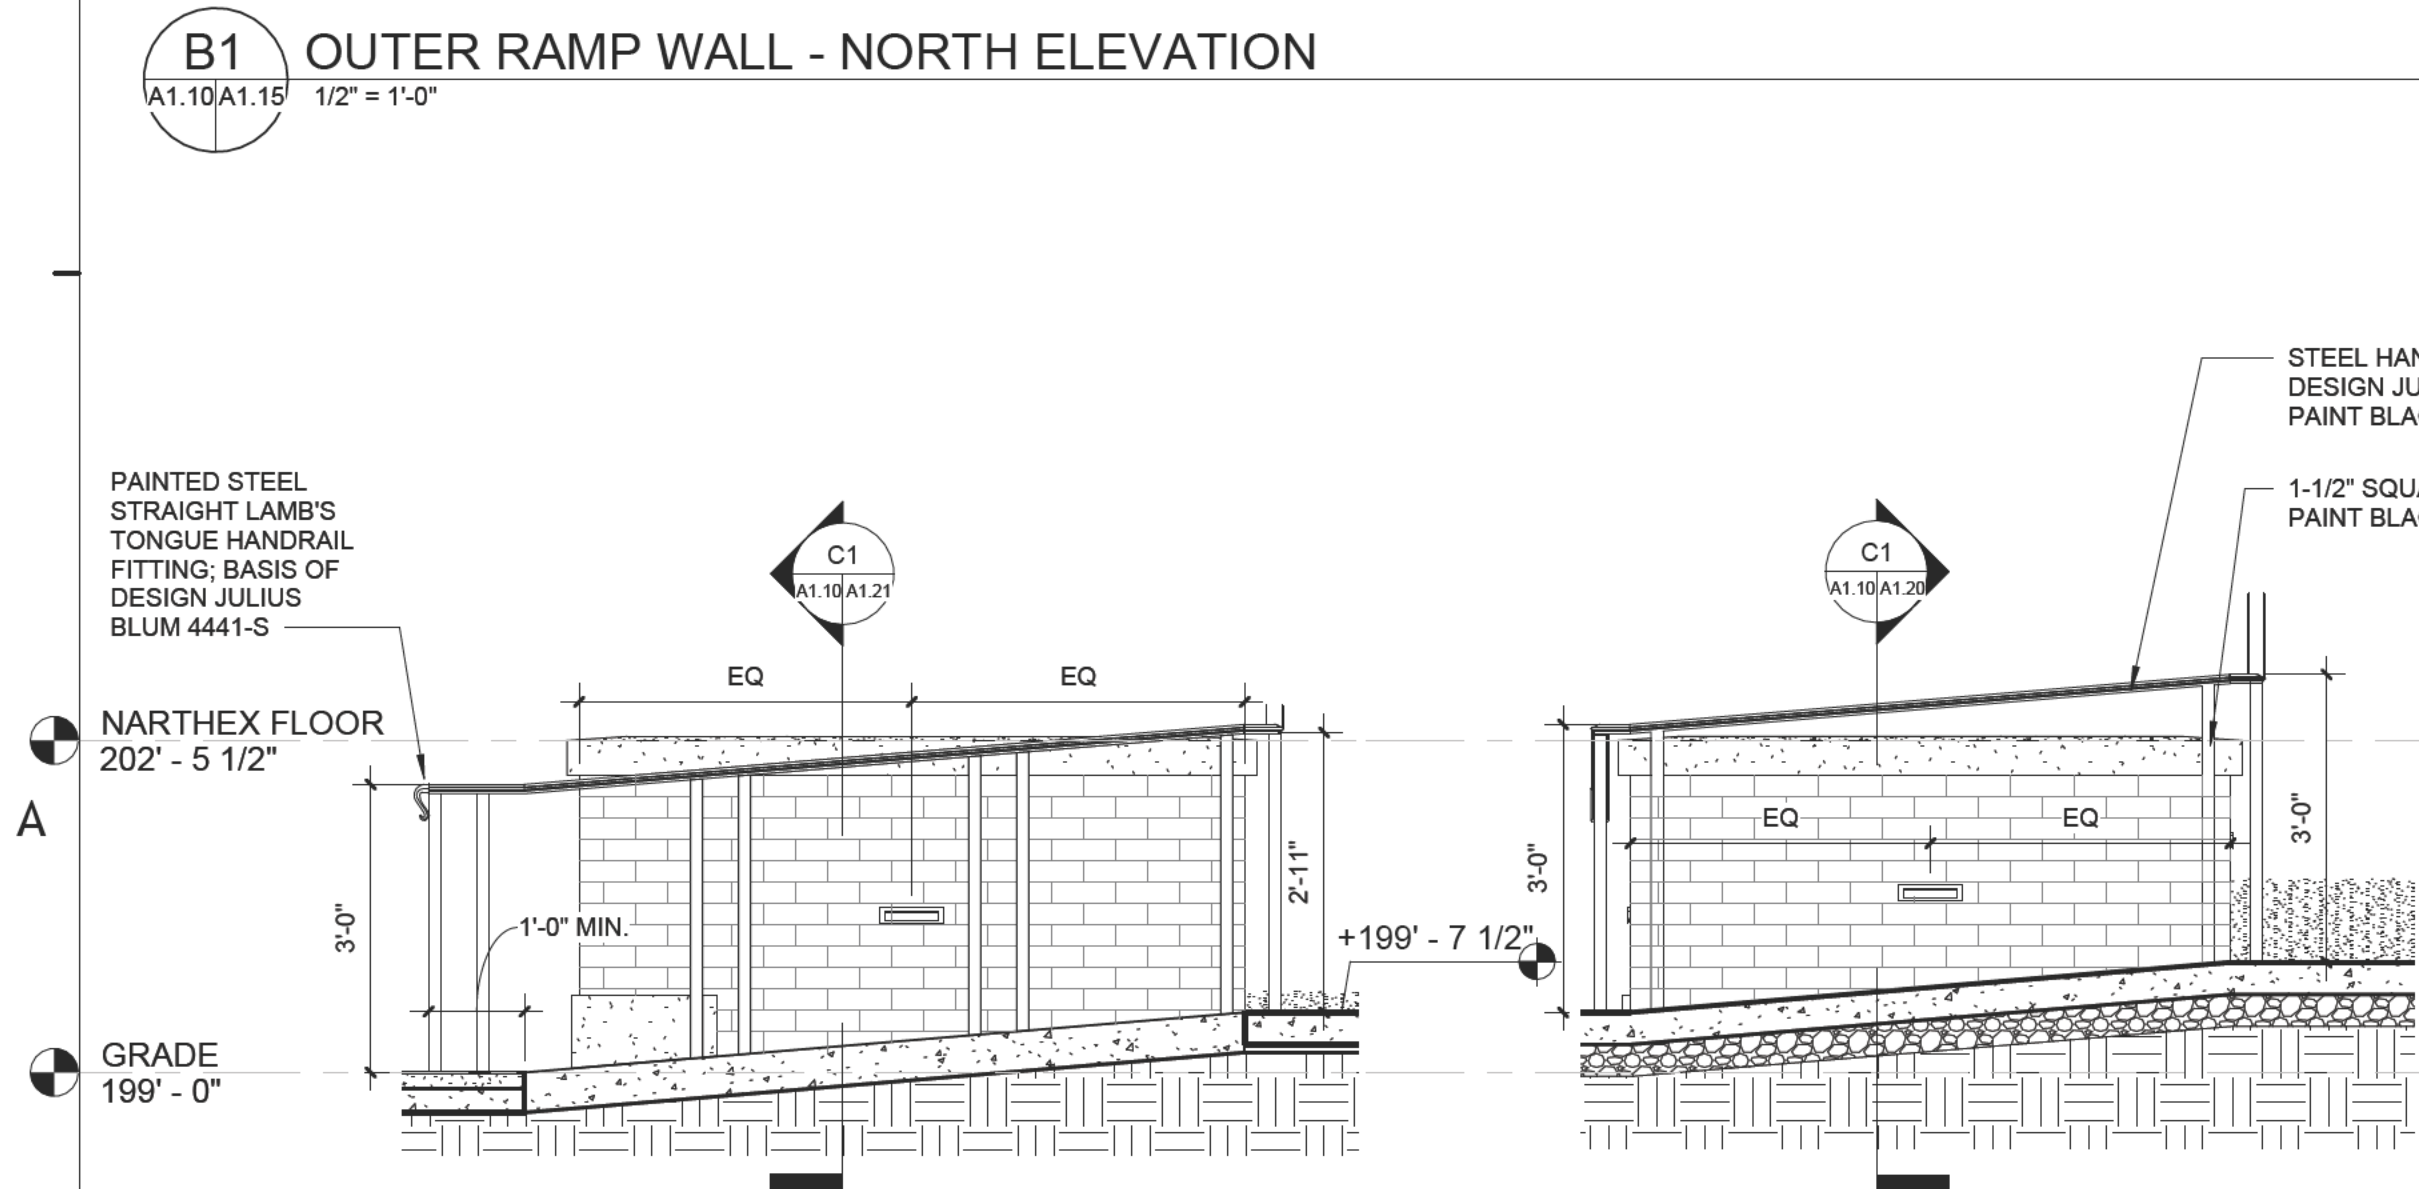 B1
OUTER RAMP WALL - NORTH ELEVATION
A1.10 A1.15
1/2" = 1'-0"
STEEL HAN
DESIGN JU
PAINT BLA
1-1/2" SQU
PAINT BLA
PAINTED STEEL
STRAIGHT LAMB'S
TONGUE HANDRAIL
FITTING; BASIS OF
DESIGN JULIUS
BLUM 4441-S
C1
A1.10 A1.21
C1
A1.10 A1.20
EQ
EQ
NARTHEX FLOOR
202' - 5 1/2"
A
EQ
EQ
3'-0"
2'-11"
3'-0"
3'-0"
1'-0" MIN.
+199' - 7 1/2"
GRADE
199' - 0"